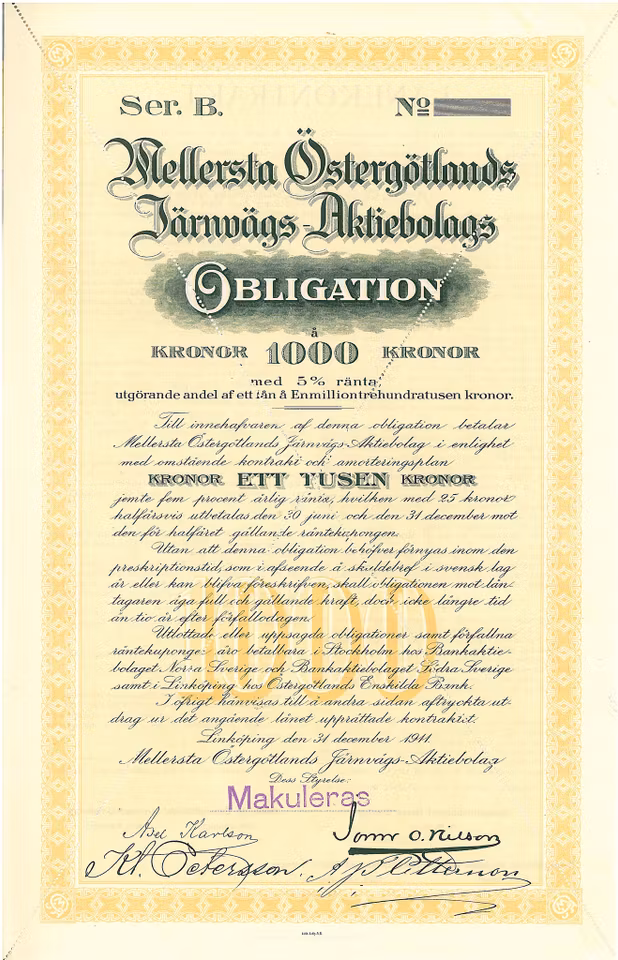 Ser. B. No
Mellersta Östergötlands
Järnvägs-Aktiebolags
OBLIGATION
å
KRONOR 1000 KRONOR
med 5% ränta,
utgörande andel af ett lån å Enmilliontrehundratusen kronor.
Till innehafvaren af denna obligation betalar
Mellersta Östergötlands Järnvägs-Aktiebolag i enlighet
med omstående kontrakt och amorteringsplan
KRONOR ETT TUSEN KRONOR
jemte fem procent årlig ränta, hvilken med 25 kronor
halfårsvis utbetalas den 30 juni och den 31 december mot
den för halfåret gällande räntekupongen.
Utan att denna obligation behöfver förnyas inom den
preskriptionstid, som i afseende å skuldebref i svensk lag
är eller kan blifva föreskrifven, skall obligationen mot lån-
tagaren äga full och gällande kraft, dock icke längre tid
än tio år efter förfallodagen.
Utlottade eller uppsagda obligationer samt förfallna
räntekuponger äro betalbara i Stockholm hos Bankaktie-
bolaget Norra Sverige och Bankaktiebolaget Södra Sverige
samt i Linköping hos Östergötlands Enskilda Bank.
I öfrigt hänvisas till å andra sidan aftryckta ut-
drag ur det angående lånet upprättade kontraktet.
1000
Linköping den 31 december 1911.
Mellersta Östergötlands Järnvägs-Aktiebolag
Dess Styrelse:
Makuleras
Axel Karlson
O. Nilson